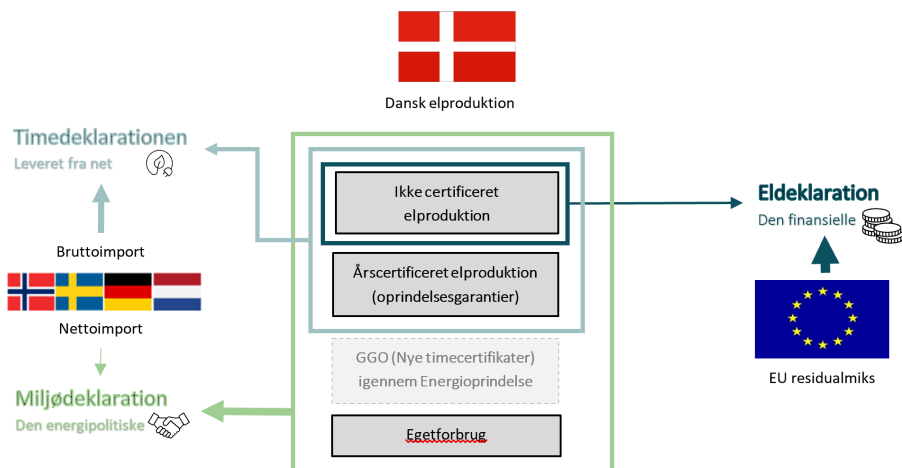 Dansk elproduktion
Timedeklarationen
Leveret fra net
Bruttoimport
Nettoimport
Miljødeklaration
Den energipolitiske
Ikke certificeret
elproduktion
Årscertificeret elproduktion
(oprindelsesgarantier)
GGO (Nye timecertifikater)
igennem Energioprindelse
Egetforbrug
Eldeklaration
Den finansielle
EU residualmiks